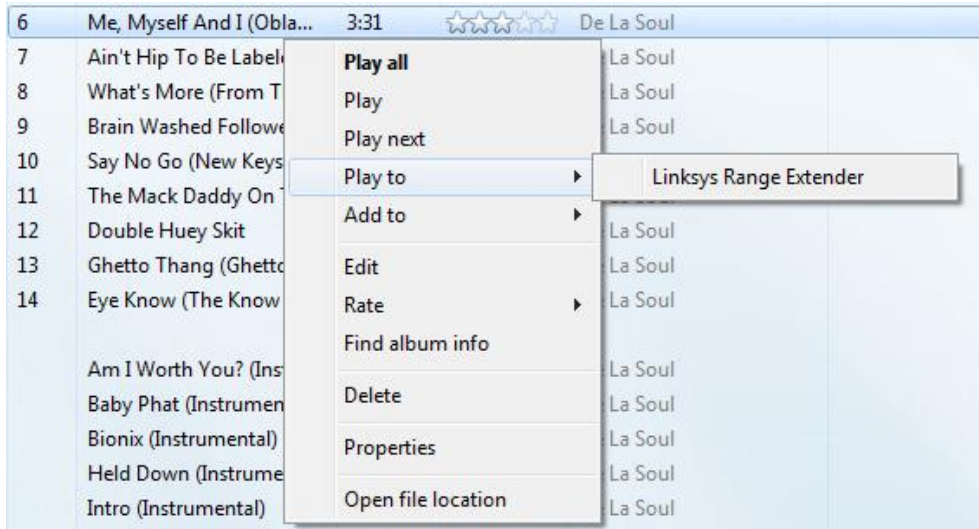 6 Me, Myself And I (Obla... 3:31 De La Soul
7 Ain't Hip To Be Label La Soul
8 What's More (From T La Soul
9 Brain Washed Followe La Soul
10 Say No Go (New Keys
11 The Mack Daddy On
12 Double Huey Skit La Soul
13 Ghetto Thang (Ghetto La Soul
14 Eye Know (The Know La Soul
Am I Worth You? (Ins La Soul
Baby Phat (Instrumen La Soul
Bionix (Instrumental) La Soul
Held Down (Instrume La Soul
Intro (Instrumental) La Soul
Play all
Play
Play next
Play to
Linksys Range Extender
Add to
Edit
Rate
Find album info
Delete
Properties
Open file location